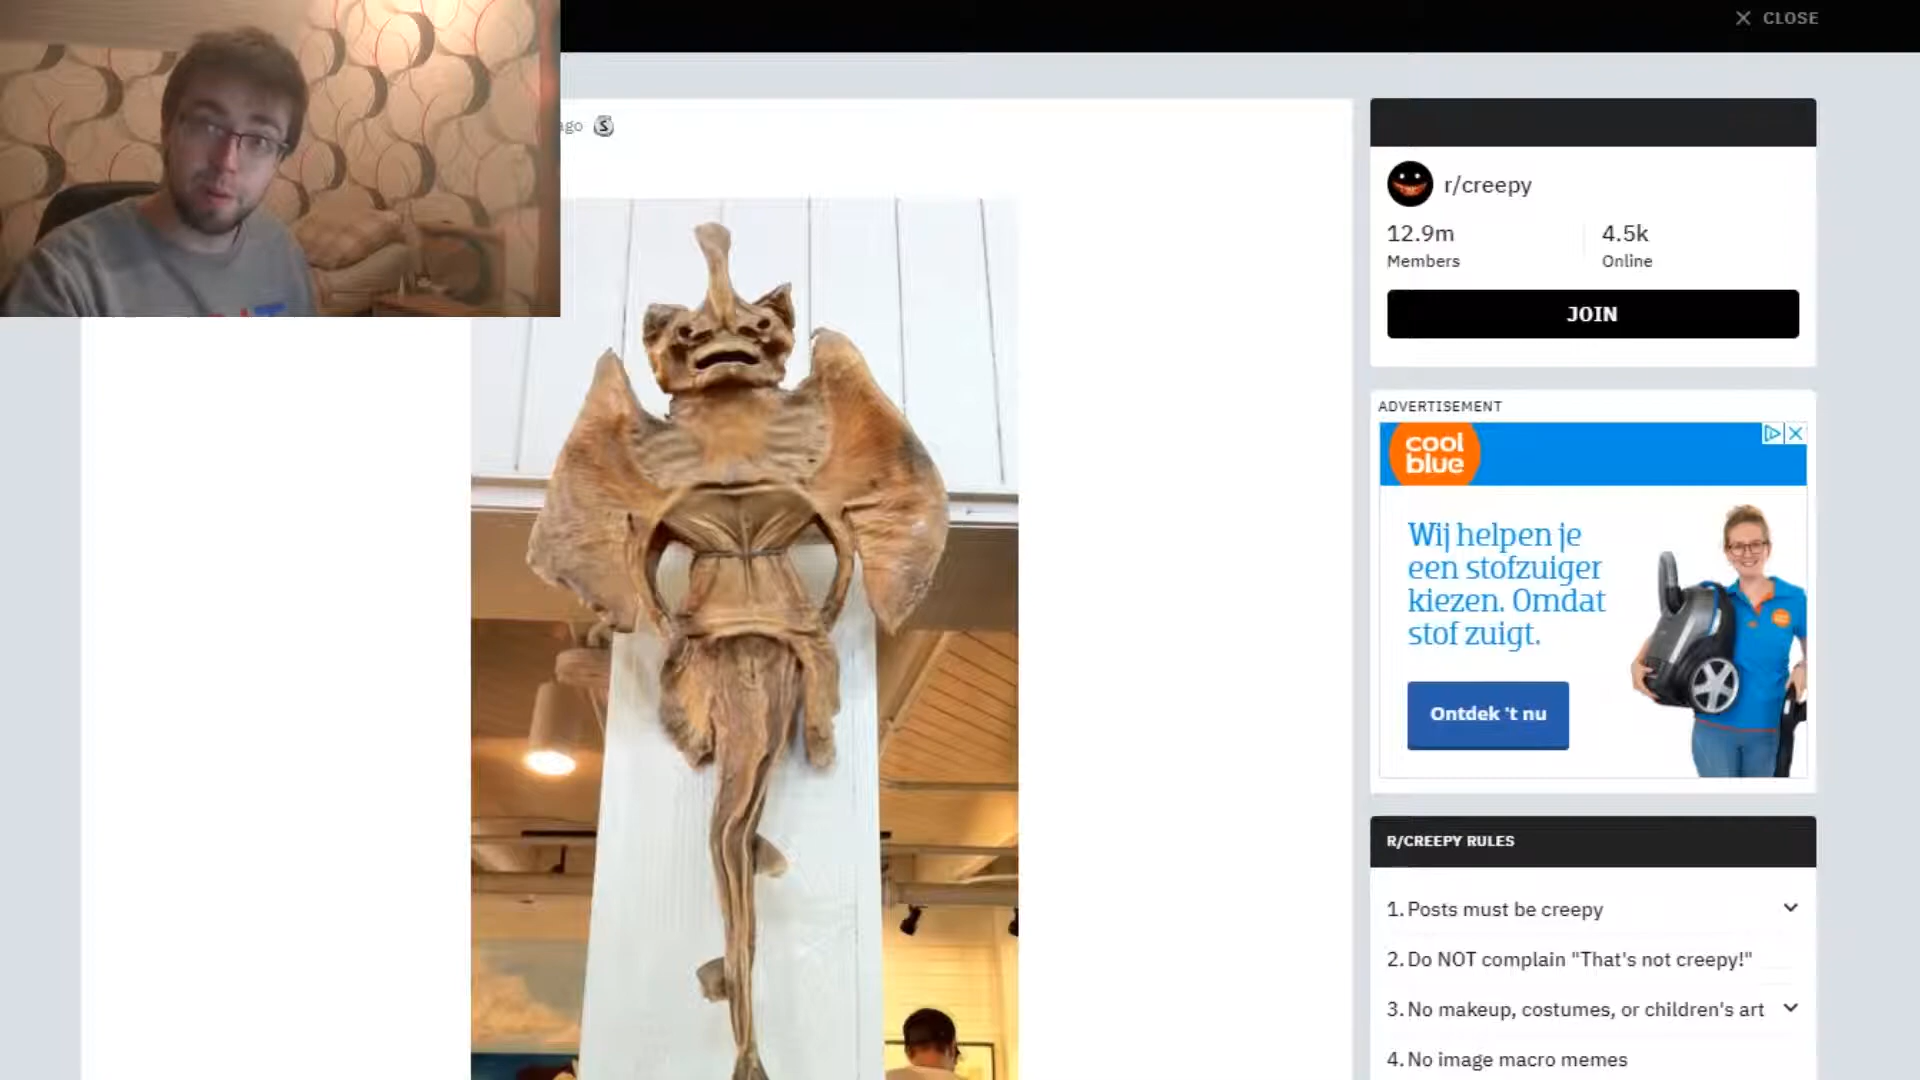 CLOSE
ago
r/creepy
12.9m
4.5k
Members
Online
JOIN
ADVERTISEMENT
cool
blue
Wij helpen je
een stofzuiger
kiezen. Omdat
stof zuigt.
Ontdek 't nu
R/CREEPY RULES
1. Posts must be creepy
2. Do NOT complain "That's not creepy!"
3. No makeup, costumes, or children's art
4. No image macro memes